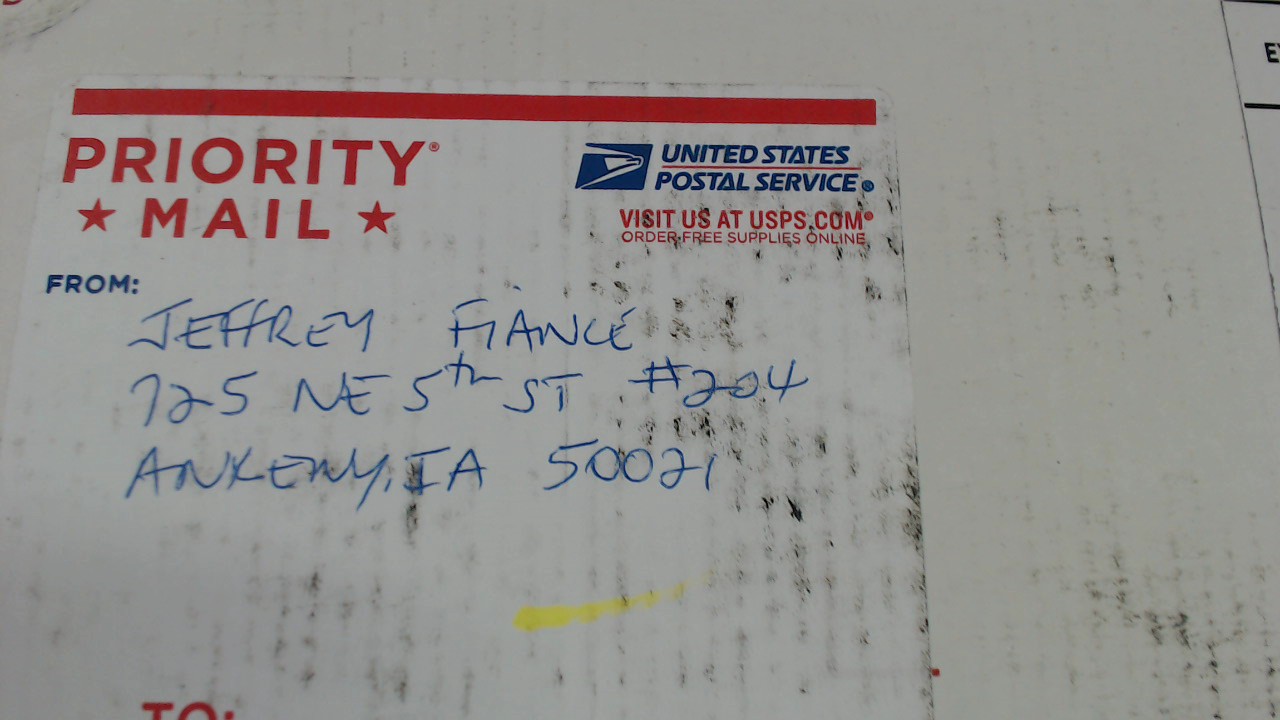 PRIORITY®
★ MAIL ★
UNITED STATES
POSTAL SERVICE®
VISIT US AT USPS.COM®
ORDER FREE SUPPLIES ONLINE
FROM:
JEFFREY FIANCÉ
725 NE 5th ST #204
ANKENY, IA 50021
TO: